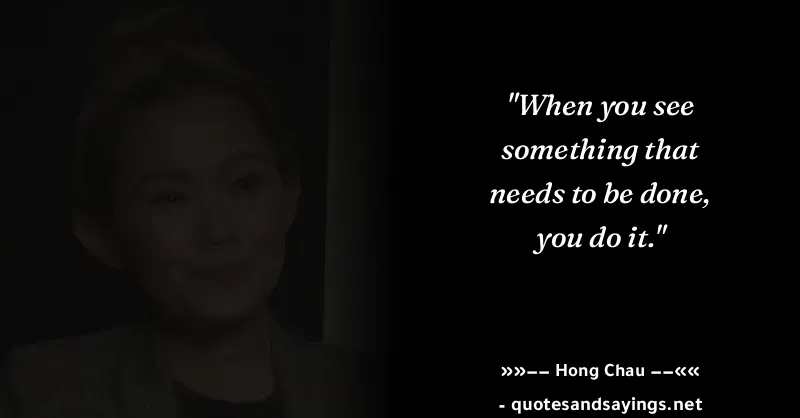 "When you see
something that
needs to be done,
you do it."
»»−− Hong Chau −−««
- quotesandsayings.net